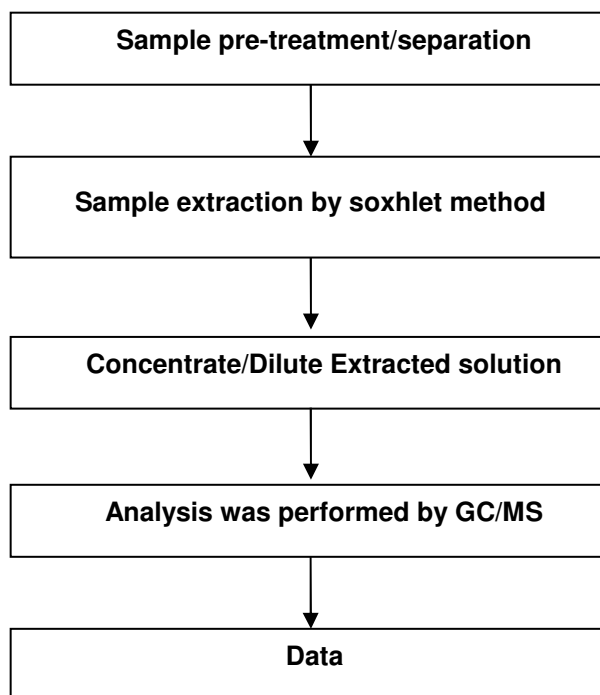 Sample pre-treatment/separation
Sample extraction by soxhlet method
Concentrate/Dilute Extracted solution
Analysis was performed by GC/MS
Data